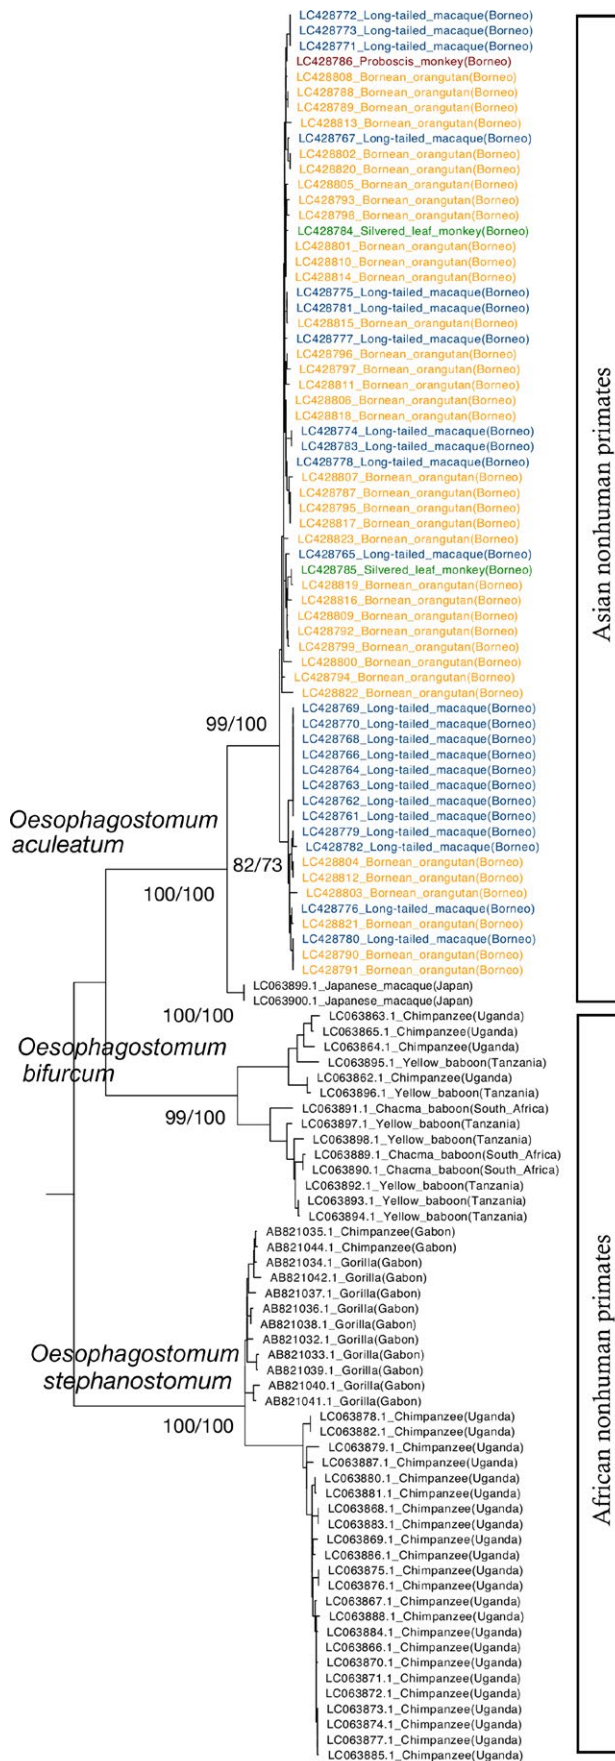 LC428772_Long-tailed_macaque(Borneo)
LC428773_Long-tailed_macaque(Borneo)
LC428771_Long-tailed_macaque(Borneo)
LC428786_Proboscis_monkey(Borneo)
LC428808_Bornean_orangutan(Borneo)
LC428788_Bornean_orangutan(Borneo)
LC428789_Bornean_orangutan(Borneo)
LC428813_Bornean_orangutan(Borneo)
LC428767_Long-tailed_macaque(Borneo)
LC428802_Bornean_orangutan(Borneo)
LC428820_Bornean_orangutan(Borneo)
LC428805_Bornean_orangutan(Borneo)
LC428793_Bornean_orangutan(Borneo)
LC428798_Bornean_orangutan(Borneo)
LC428784_Silvered_leaf_monkey(Borneo)
LC428801_Bornean_orangutan(Borneo)
LC428810_Bornean_orangutan(Borneo)
LC428814_Bornean_orangutan(Borneo)
LC428775_Long-tailed_macaque(Borneo)
LC428781_Long-tailed_macaque(Borneo)
LC428815_Bornean_orangutan(Borneo)
LC428777_Long-tailed_macaque(Borneo)
LC428796_Bornean_orangutan(Borneo)
LC428797_Bornean_orangutan(Borneo)
LC428811_Bornean_orangutan(Borneo)
LC428806_Bornean_orangutan(Borneo)
LC428818_Bornean_orangutan(Borneo)
LC428774_Long-tailed_macaque(Borneo)
LC428783_Long-tailed_macaque(Borneo)
LC428778_Long-tailed_macaque(Borneo)
LC428807_Bornean_orangutan(Borneo)
LC428787_Bornean_orangutan(Borneo)
LC428795_Bornean_orangutan(Borneo)
LC428817_Bornean_orangutan(Borneo)
LC428823_Bornean_orangutan(Borneo)
LC428765_Long-tailed_macaque(Borneo)
LC428785_Silvered_leaf_monkey(Borneo)
LC428819_Bornean_orangutan(Borneo)
LC428816_Bornean_orangutan(Borneo)
LC428809_Bornean_orangutan(Borneo)
LC428792_Bornean_orangutan(Borneo)
LC428799_Bornean_orangutan(Borneo)
LC428800_Bornean_orangutan(Borneo)
LC428794_Bornean_orangutan(Borneo)
LC428822_Bornean_orangutan(Borneo)
LC428769_Long-tailed_macaque(Borneo)
LC428770_Long-tailed_macaque(Borneo)
LC428768_Long-tailed_macaque(Borneo)
LC428766_Long-tailed_macaque(Borneo)
LC428764_Long-tailed_macaque(Borneo)
LC428763_Long-tailed_macaque(Borneo)
LC428762_Long-tailed_macaque(Borneo)
LC428761_Long-tailed_macaque(Borneo)
LC428779_Long-tailed_macaque(Borneo)
LC428782_Long-tailed_macaque(Borneo)
LC428804_Bornean_orangutan(Borneo)
LC428812_Bornean_orangutan(Borneo)
LC428803_Bornean_orangutan(Borneo)
LC428776_Long-tailed_macaque(Borneo)
LC428821_Bornean_orangutan(Borneo)
LC428780_Long-tailed_macaque(Borneo)
LC428790_Bornean_orangutan(Borneo)
LC428791_Bornean_orangutan(Borneo)
LC063899.1_Japanese_macaque(Japan)
LC063900.1_Japanese_macaque(Japan)
LC063863.1_Chimpanzee(Uganda)
LC063865.1_Chimpanzee(Uganda)
LC063864.1_Chimpanzee(Uganda)
LC063895.1_Yellow_baboon(Tanzania)
LC063862.1_Chimpanzee(Uganda)
LC063896.1_Yellow_baboon(Tanzania)
LC063891.1_Chacma_baboon(South_Africa)
LC063897.1_Yellow_baboon(Tanzania)
LC063898.1_Yellow_baboon(Tanzania)
LC063889.1_Chacma_baboon(South_Africa)
LC063890.1_Chacma_baboon(South_Africa)
LC063892.1_Yellow_baboon(Tanzania)
LC063893.1_Yellow_baboon(Tanzania)
LC063894.1_Yellow_baboon(Tanzania)
AB821035.1_Chimpanzee(Gabon)
AB821044.1_Chimpanzee(Gabon)
AB821034.1_Gorilla(Gabon)
AB821042.1_Gorilla(Gabon)
AB821037.1_Gorilla(Gabon)
AB821036.1_Gorilla(Gabon)
AB821038.1_Gorilla(Gabon)
AB821032.1_Gorilla(Gabon)
AB821033.1_Gorilla(Gabon)
AB821039.1_Gorilla(Gabon)
AB821040.1_Gorilla(Gabon)
AB821041.1_Gorilla(Gabon)
LC063878.1_Chimpanzee(Uganda)
LC063882.1_Chimpanzee(Uganda)
LC063879.1_Chimpanzee(Uganda)
LC063887.1_Chimpanzee(Uganda)
LC063880.1_Chimpanzee(Uganda)
LC063881.1_Chimpanzee(Uganda)
LC063868.1_Chimpanzee(Uganda)
LC063883.1_Chimpanzee(Uganda)
LC063869.1_Chimpanzee(Uganda)
LC063886.1_Chimpanzee(Uganda)
LC063875.1_Chimpanzee(Uganda)
LC063876.1_Chimpanzee(Uganda)
LC063867.1_Chimpanzee(Uganda)
LC063888.1_Chimpanzee(Uganda)
LC063884.1_Chimpanzee(Uganda)
LC063866.1_Chimpanzee(Uganda)
LC063870.1_Chimpanzee(Uganda)
LC063871.1_Chimpanzee(Uganda)
LC063872.1_Chimpanzee(Uganda)
LC063873.1_Chimpanzee(Uganda)
LC063874.1_Chimpanzee(Uganda)
LC063877.1_Chimpanzee(Uganda)
LC063885.1_Chimpanzee(Uganda)
99/100
Oesophagostomum
aculeatum
82/73
100/100
100/100
Oesophagostomum
bifurcum
99/100
Oesophagostomum
stephanostomum
100/100
Asian nonhuman primates
African nonhuman primates